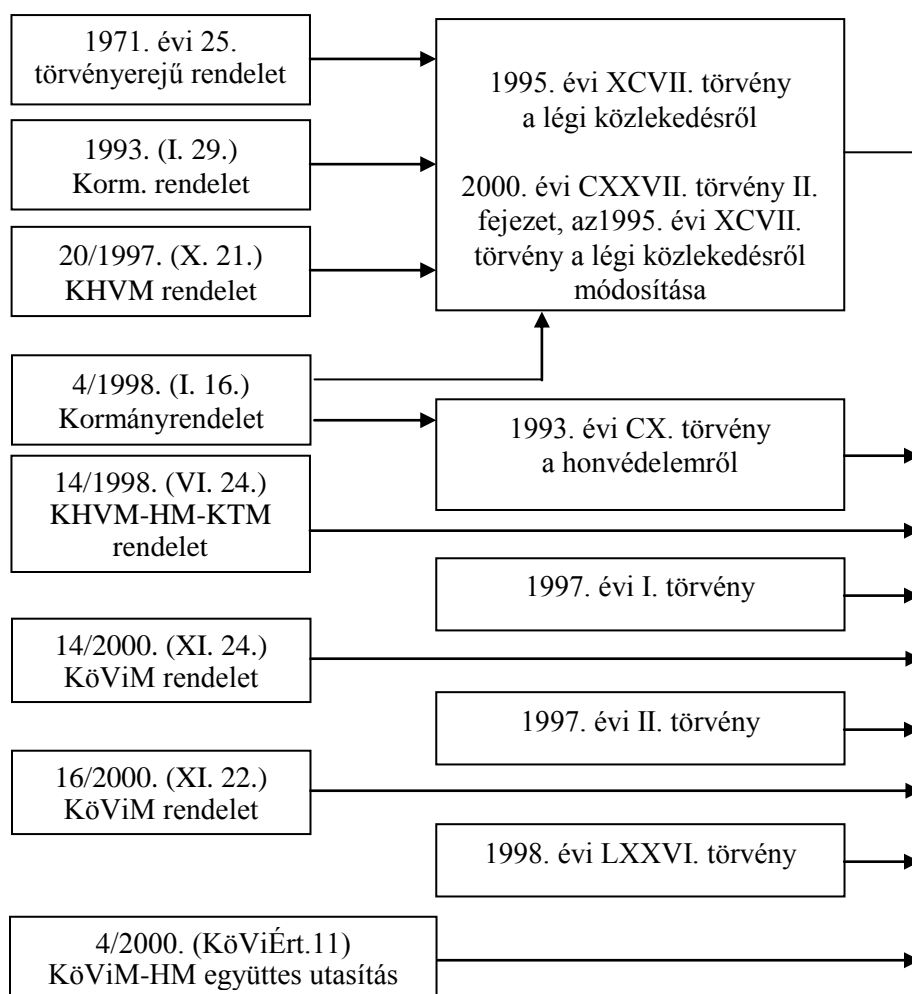 1971. évi 25.
törvényerejű rendelet
1993. (I. 29.)
Korm. rendelet
20/1997. (X. 21.)
KHVM rendelet
1995. évi XCVII. törvény
a légi közlekedésről
2000. évi CXXVII. törvény II.
fejezet, az1995. évi XCVII.
törvény a légi közlekedésről
módosítása
4/1998. (I. 16.)
Kormányrendelet
1993. évi CX. törvény
a honvédelemről
14/1998. (VI. 24.)
KHVM-HM-KTM
rendelet
1997. évi I. törvény
14/2000. (XI. 24.)
KöViM rendelet
1997. évi II. törvény
16/2000. (XI. 22.)
KöViM rendelet
1998. évi LXXVI. törvény
4/2000. (KöViÉrt.11)
KöViM-HM együttes utasítás